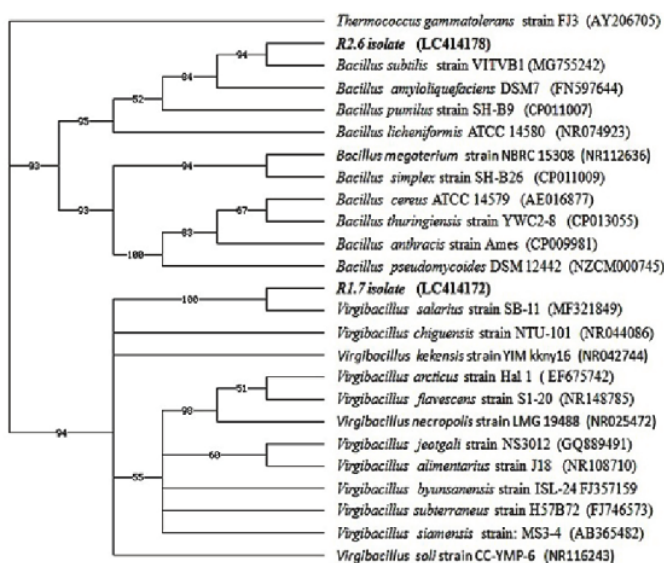 Thermococcus gammatolerans strain FJ3 (AY206705)
R2.6 isolate (LC414178)
94
Bacillus subtilis strain VITVB1 (MG755242)
84
Bacillus amyloliquefaciens DSM7 (FN597644)
52
Bacillus pumilus strain SH-B9 (CP011007)
95
Bacillus licheniformis ATCC 14580 (NR074923)
Bacillus megaterium strain NBRC 15308 (NR112636)
93 94
Bacillus simplex strain SH-B26 (CP011009)
Bacillus cereus ATCC 14579 (AE016877)
93 67
Bacillus thuringiensis strain YWC2-8 (CP013055)
83
Bacillus anthracis strain Ames (CP009981)
100
Bacillus pseudomycoides DSM 12442 (NZCM000745)
R1.7 isolate (LC414172)
100
Virgibacillus salarius strain SB-11 (MF321849)
Virgibacillus chiguensis strain NTU-101 (NR044086)
Virgibacillus kekensis strain YIM kkny16 (NR042744)
Virgibacillus arcticus strain Hal 1 ( EF675742)
51
Virgibacillus flavescens strain S1-20 (NR148785)
90
Virgibacillus necropolis strain LMG 19488 (NR025472)
94
Virgibacillus jeotgali strain NS3012 (GQ889491)
60
Virgibacillus alimentarius strain J18 (NR108710)
55
Virgibacillus byunsanensis strain ISL-24 FJ357159
Virgibacillus subterraneus strain H57B72 (FJ746573)
Virgibacillus siamensis strain: MS3-4 (AB365482)
Virgibacillus soli strain CC-YMP-6 (NR116243)